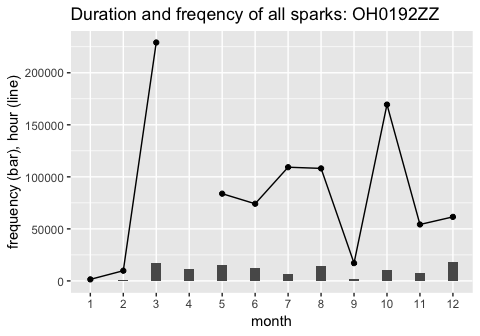 Duration and freqency of all sparks: OH0192ZZ
frequency (bar), hour (line)
200000
150000
100000
50000
0
1 2 3 4 5 6 7 8 9 10 11 12
month